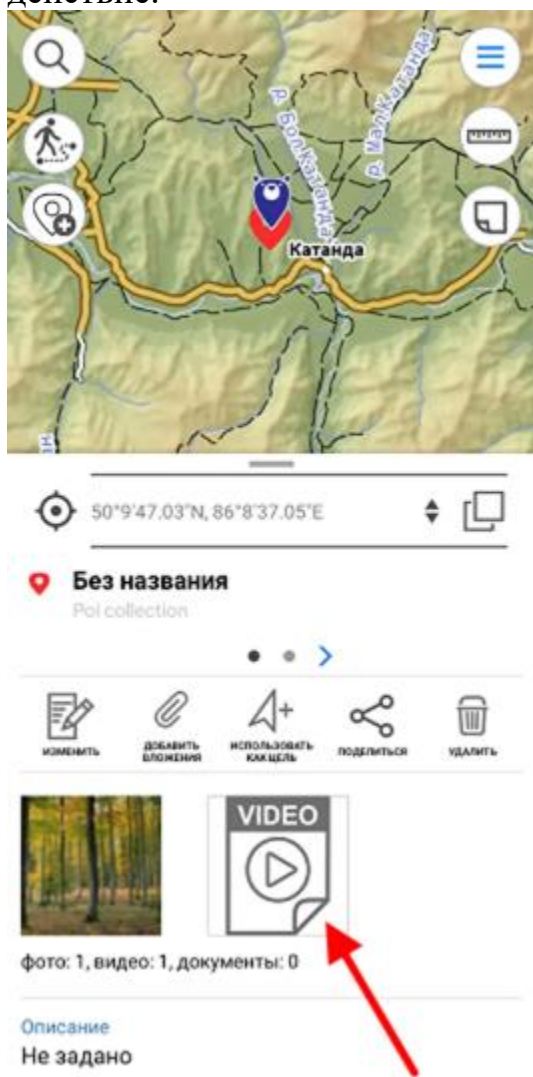 действие.
р. Бол.Катанда
р. Мал.Катанда
Катанда
50°9'47.03"N, 86°8'37.05"E
Без названия
Poi collection
ИЗМЕНИТЬ
ДОБАВИТЬ
ВЛОЖЕНИЯ
ИСПОЛЬЗОВАТЬ
КАК ЦЕЛЬ
ПОДЕЛИТЬСЯ
УДАЛИТЬ
VIDEO
фото: 1, видео: 1, документы: 0
Описание
Не задано